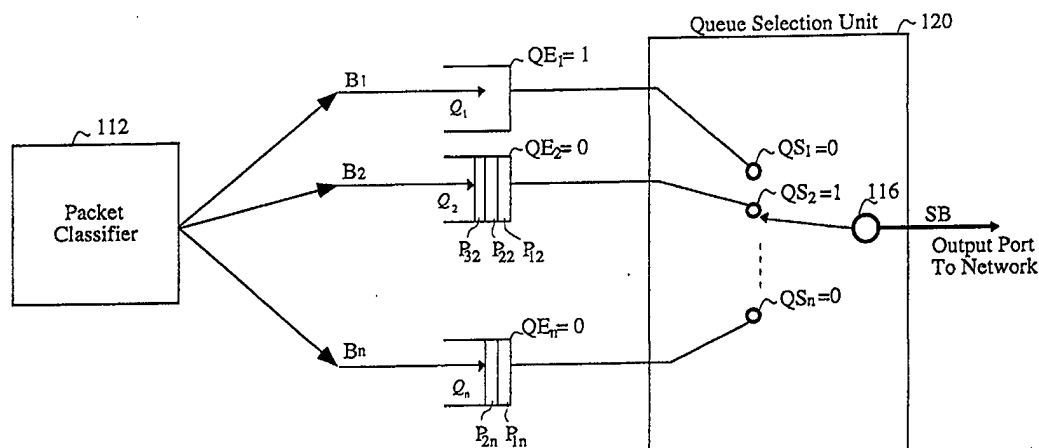 Queue Selection Unit
120
QE1=1
B1
Q1
112
QS1=0
QE2=0
B2
QS2=1
116
Packet
Classifier
Q2
SB
P32 P22 P12
Output Port
To Network
QSn=0
QEn=0
Bn
Qn
P2n P1n